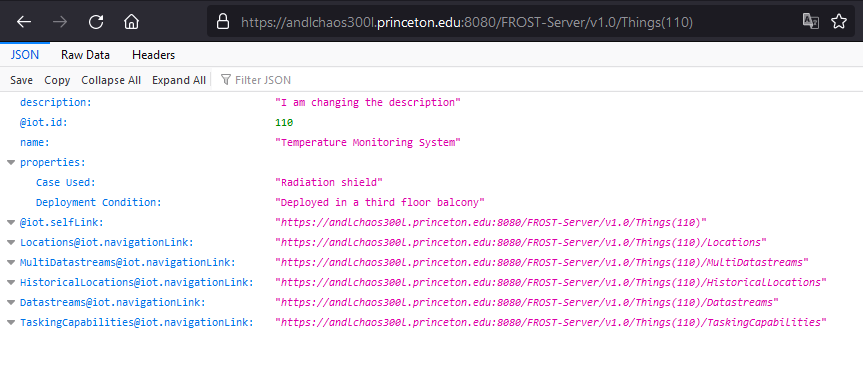 https://andlchaos300l.princeton.edu:8080/FROST-Server/v1.0/Things(110)
JSON Raw Data Headers
Save Copy Collapse All Expand All Filter JSON
description: "I am changing the description"
@iot.id: 110
name: "Temperature Monitoring System"
properties:
Case Used: "Radiation shield"
Deployment Condition: "Deployed in a third floor balcony"
@iot.selfLink: "https://andlchaos300l.princeton.edu:8080/FROST-Server/v1.0/Things(110)"
Locations@iot.navigationLink: "https://andlchaos300l.princeton.edu:8080/FROST-Server/v1.0/Things(110)/Locations"
MultiDatastreams@iot.navigationLink: "https://andlchaos300l.princeton.edu:8080/FROST-Server/v1.0/Things(110)/MultiDatastreams"
HistoricalLocations@iot.navigationLink: "https://andlchaos300l.princeton.edu:8080/FROST-Server/v1.0/Things(110)/HistoricalLocations"
Datastreams@iot.navigationLink: "https://andlchaos300l.princeton.edu:8080/FROST-Server/v1.0/Things(110)/Datastreams"
TaskingCapabilities@iot.navigationLink: "https://andlchaos300l.princeton.edu:8080/FROST-Server/v1.0/Things(110)/TaskingCapabilities"